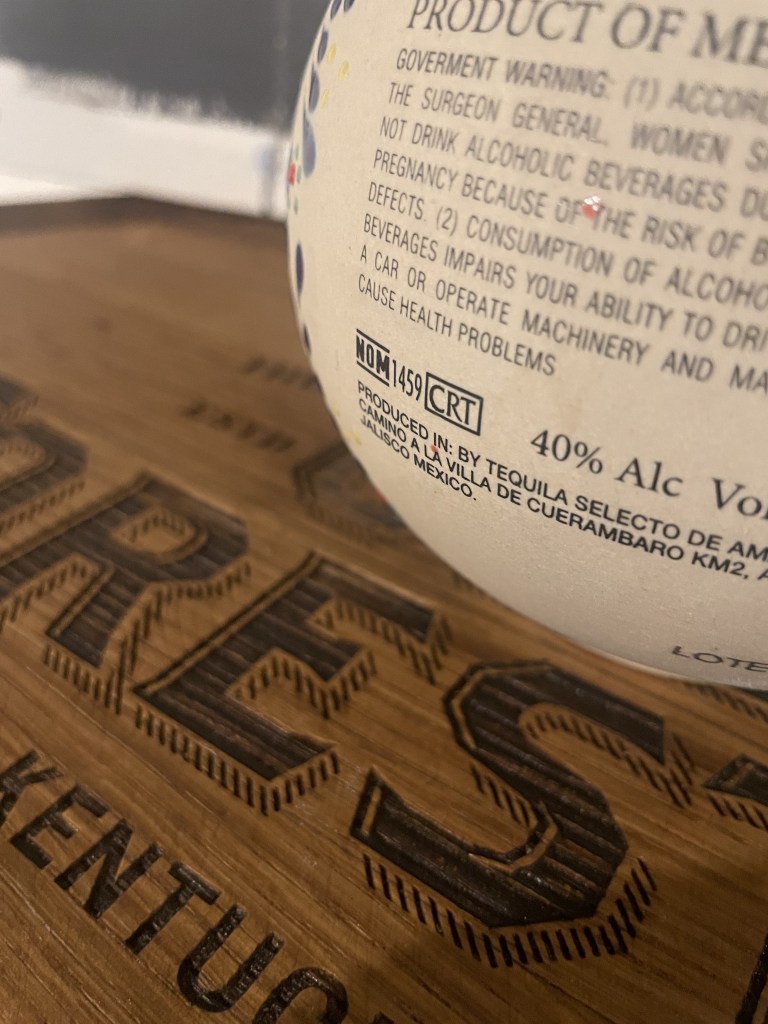 PRODUCT OF ME
GOVERMENT WARNING: (1) ACCORD
THE SURGEON GENERAL, WOMEN S
NOT DRINK ALCOHOLIC BEVERAGES DU
PREGNANCY BECAUSE OF THE RISK OF B
DEFECTS. (2) CONSUMPTION OF ALCOHO
BEVERAGES IMPAIRS YOUR ABILITY TO DRI
A CAR OR OPERATE MACHINERY AND MA
CAUSE HEALTH PROBLEMS
NOM 1459 CRT
40% Alc Vol
PRODUCED IN: BY TEQUILA SELECTO DE AM
CAMINO A LA VILLA DE CUERAMBARO KM2, A
JALISCO MEXICO.
LOTE
REST
KENTUC